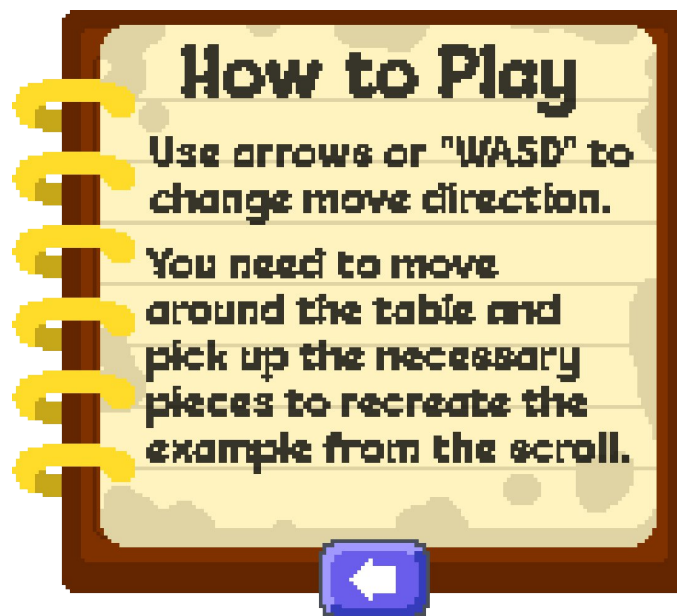 How to Play
Use arrows or "WASD" to
change move direction.
You need to move
around the table and
pick up the necessary
pieces to recreate the
example from the scroll.